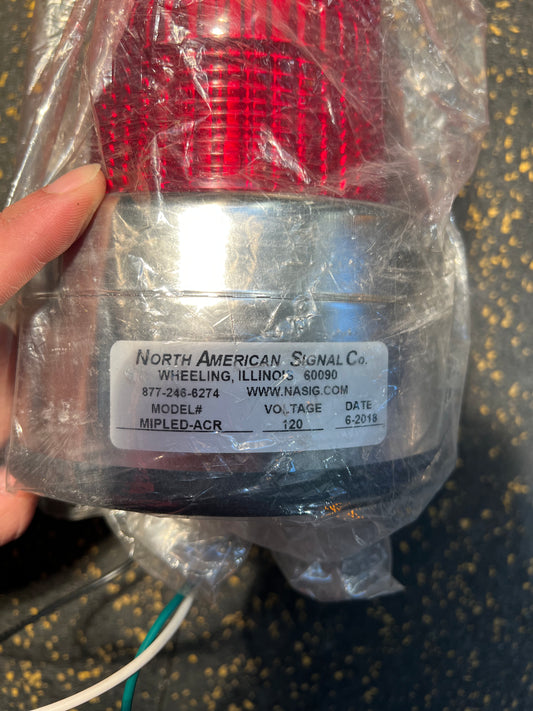 NORTH AMERICAN SIGNAL CO.
WHEELING, ILLINOIS 60090
877-246-6274 WWW.NASIG.COM
MODEL# VOLTAGE DATE
MIPLED-ACR 120 6-2018